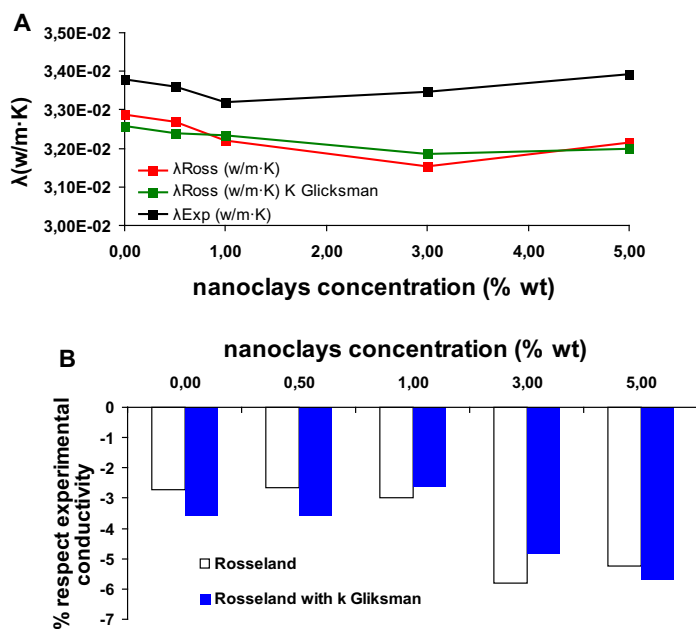 A
3,50E-02
3,40E-02
3,30E-02
3,20E-02
3,10E-02
3,00E-02
λ(w/m·K)
λRoss (w/m·K)
λRoss (w/m·K) K Glicksman
λExp (w/m·K)
0,00 1,00 2,00 3,00 4,00 5,00
nanoclays concentration (% wt)
B
nanoclays concentration (% wt)
0,00 0,50 1,00 3,00 5,00
0
-1
-2
-3
-4
-5
-6
-7
% respect experimental
conductivity
Rosseland
Rosseland with k Gliksman